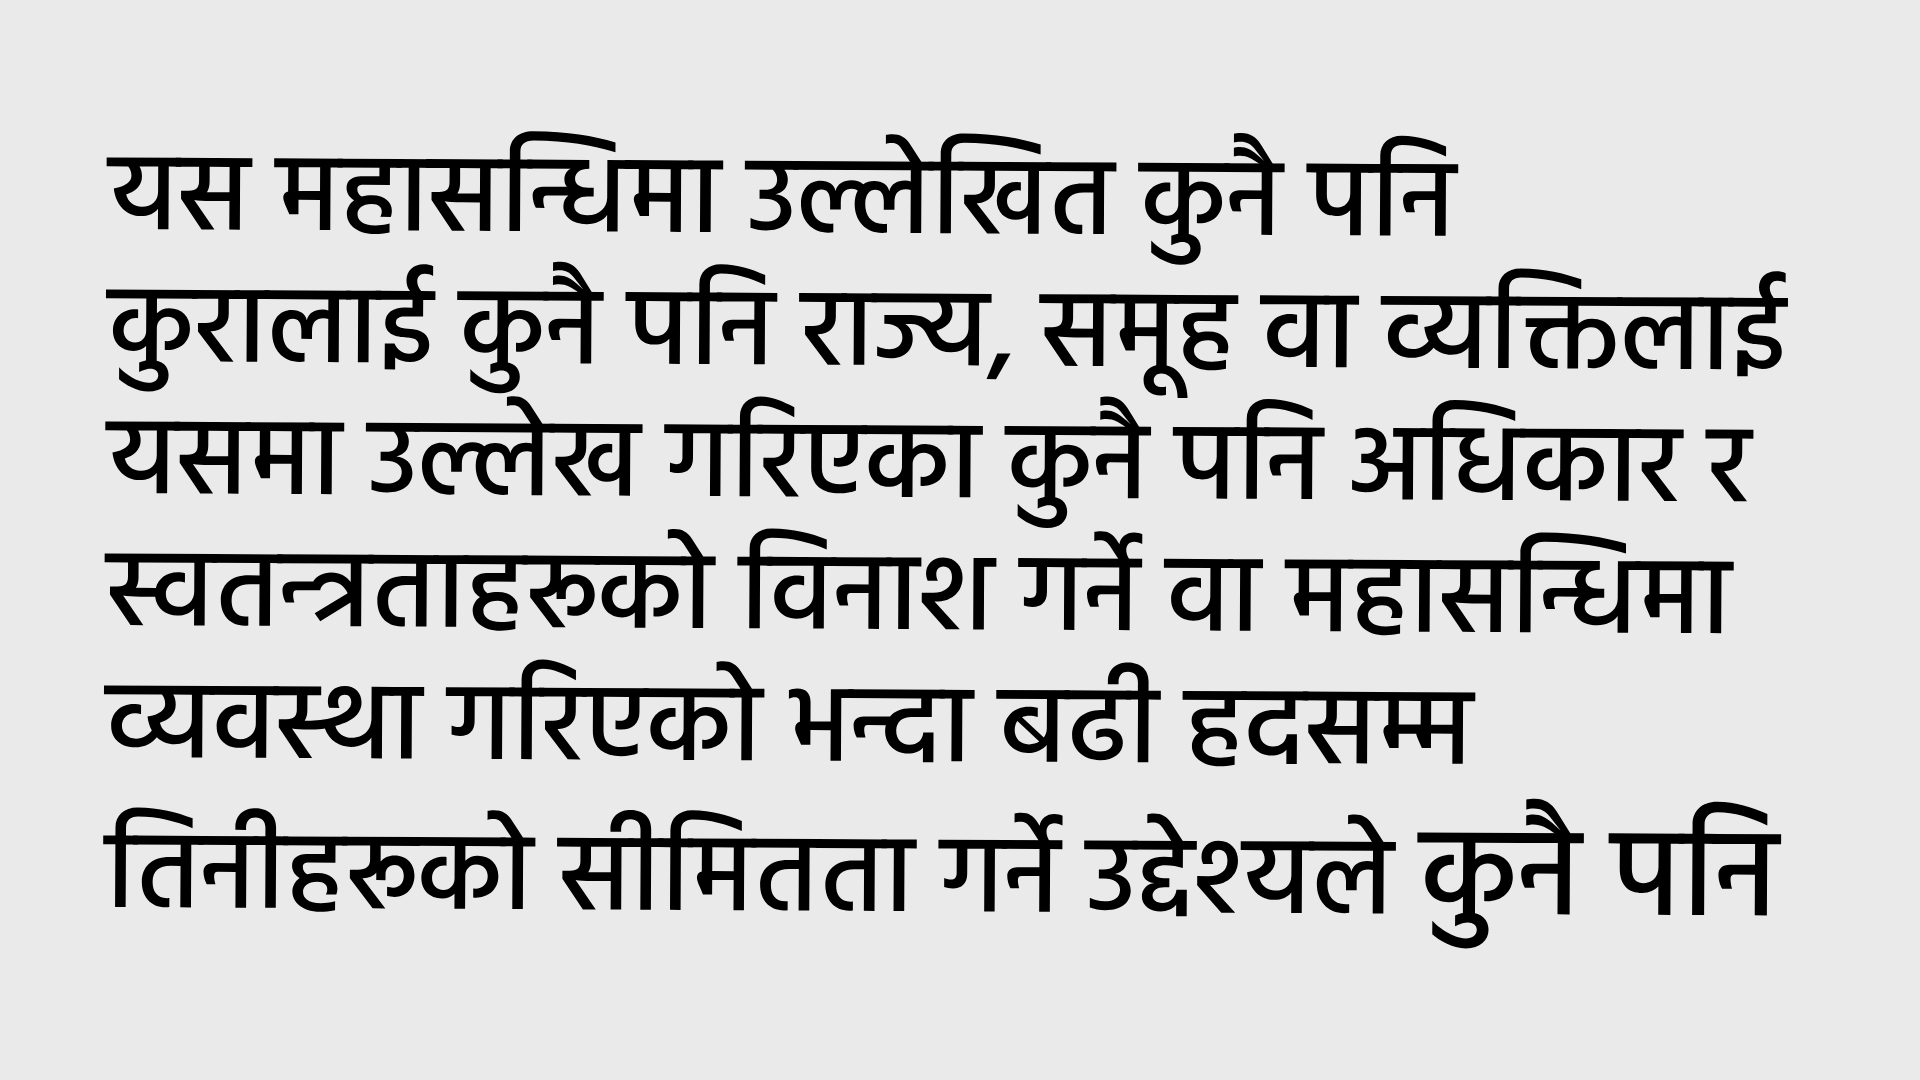 यस महासन्धिमा उल्लेखित कुनै पनि
कुरालाई कुनै पनि राज्य, समूह वा व्यक्तिलाई
यसमा उल्लेख गरिएका कुनै पनि अधिकार र
स्वतन्त्रताहरुको विनाश गर्ने वा महासन्धिमा
व्यवस्था गरिएको भन्दा बढी हदसम्म
तिनीहरुको सीमितता गर्ने उद्देश्यले कुनै पनि